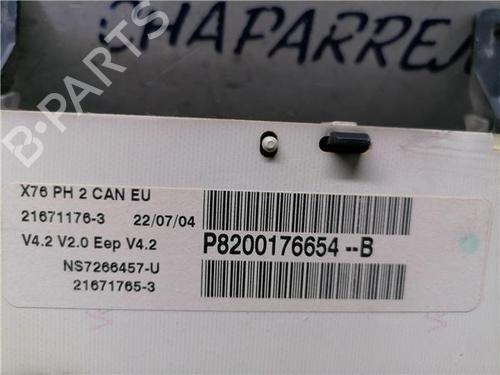 CHAPARREJ
B-PARTS
X76 PH 2 CAN EU
21671176-3 22/07/04
V4.2 V2.0 Eep V4.2
P8200176654--B
NS7266457-U
21671765-3